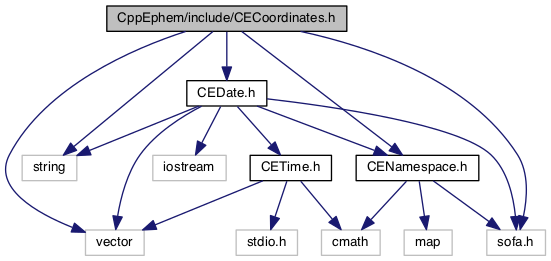 CppEphem/include/CECoordinates.h
CEDate.h
string
iostream
CETime.h
CENamespace.h
vector
stdio.h
cmath
map
sofa.h